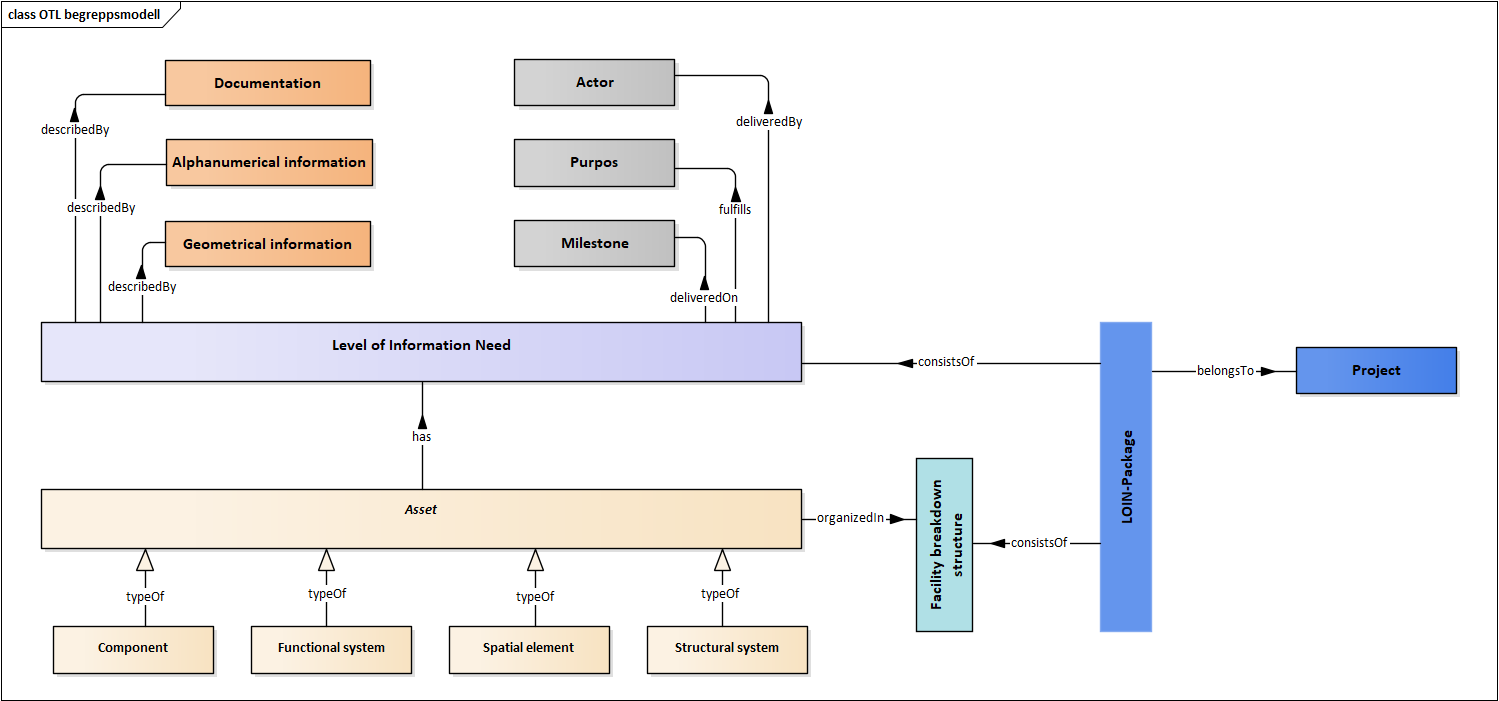 class OTL begreppsmodell
Documentation
Actor
describedBy
deliveredBy
Alphanumerical information
Purpos
describedBy
fulfills
Geometrical information
Milestone
describedBy
deliveredOn
Level of Information Need
consistsOf
belongsTo
Project
has
LOIN-Package
Asset
organizedIn
Facility breakdown
structure
consistsOf
typeOf
typeOf
typeOf
typeOf
Component
Functional system
Spatial element
Structural system